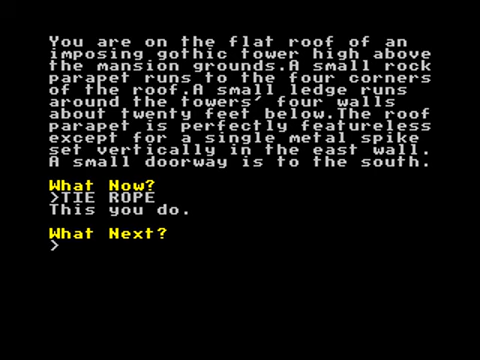 You are on the flat roof of an
imposing gothic tower high above
the mansion grounds.A small rock
parapet runs to the four corners
of the roof.A small ledge runs
around the towers' four walls
about twenty feet below.The roof
parapet is perfectly featureless
except for a single metal spike
set vertically in the east wall.
A small doorway is to the south.
What Now?
>TIE ROPE
This you do.
What Next?
>